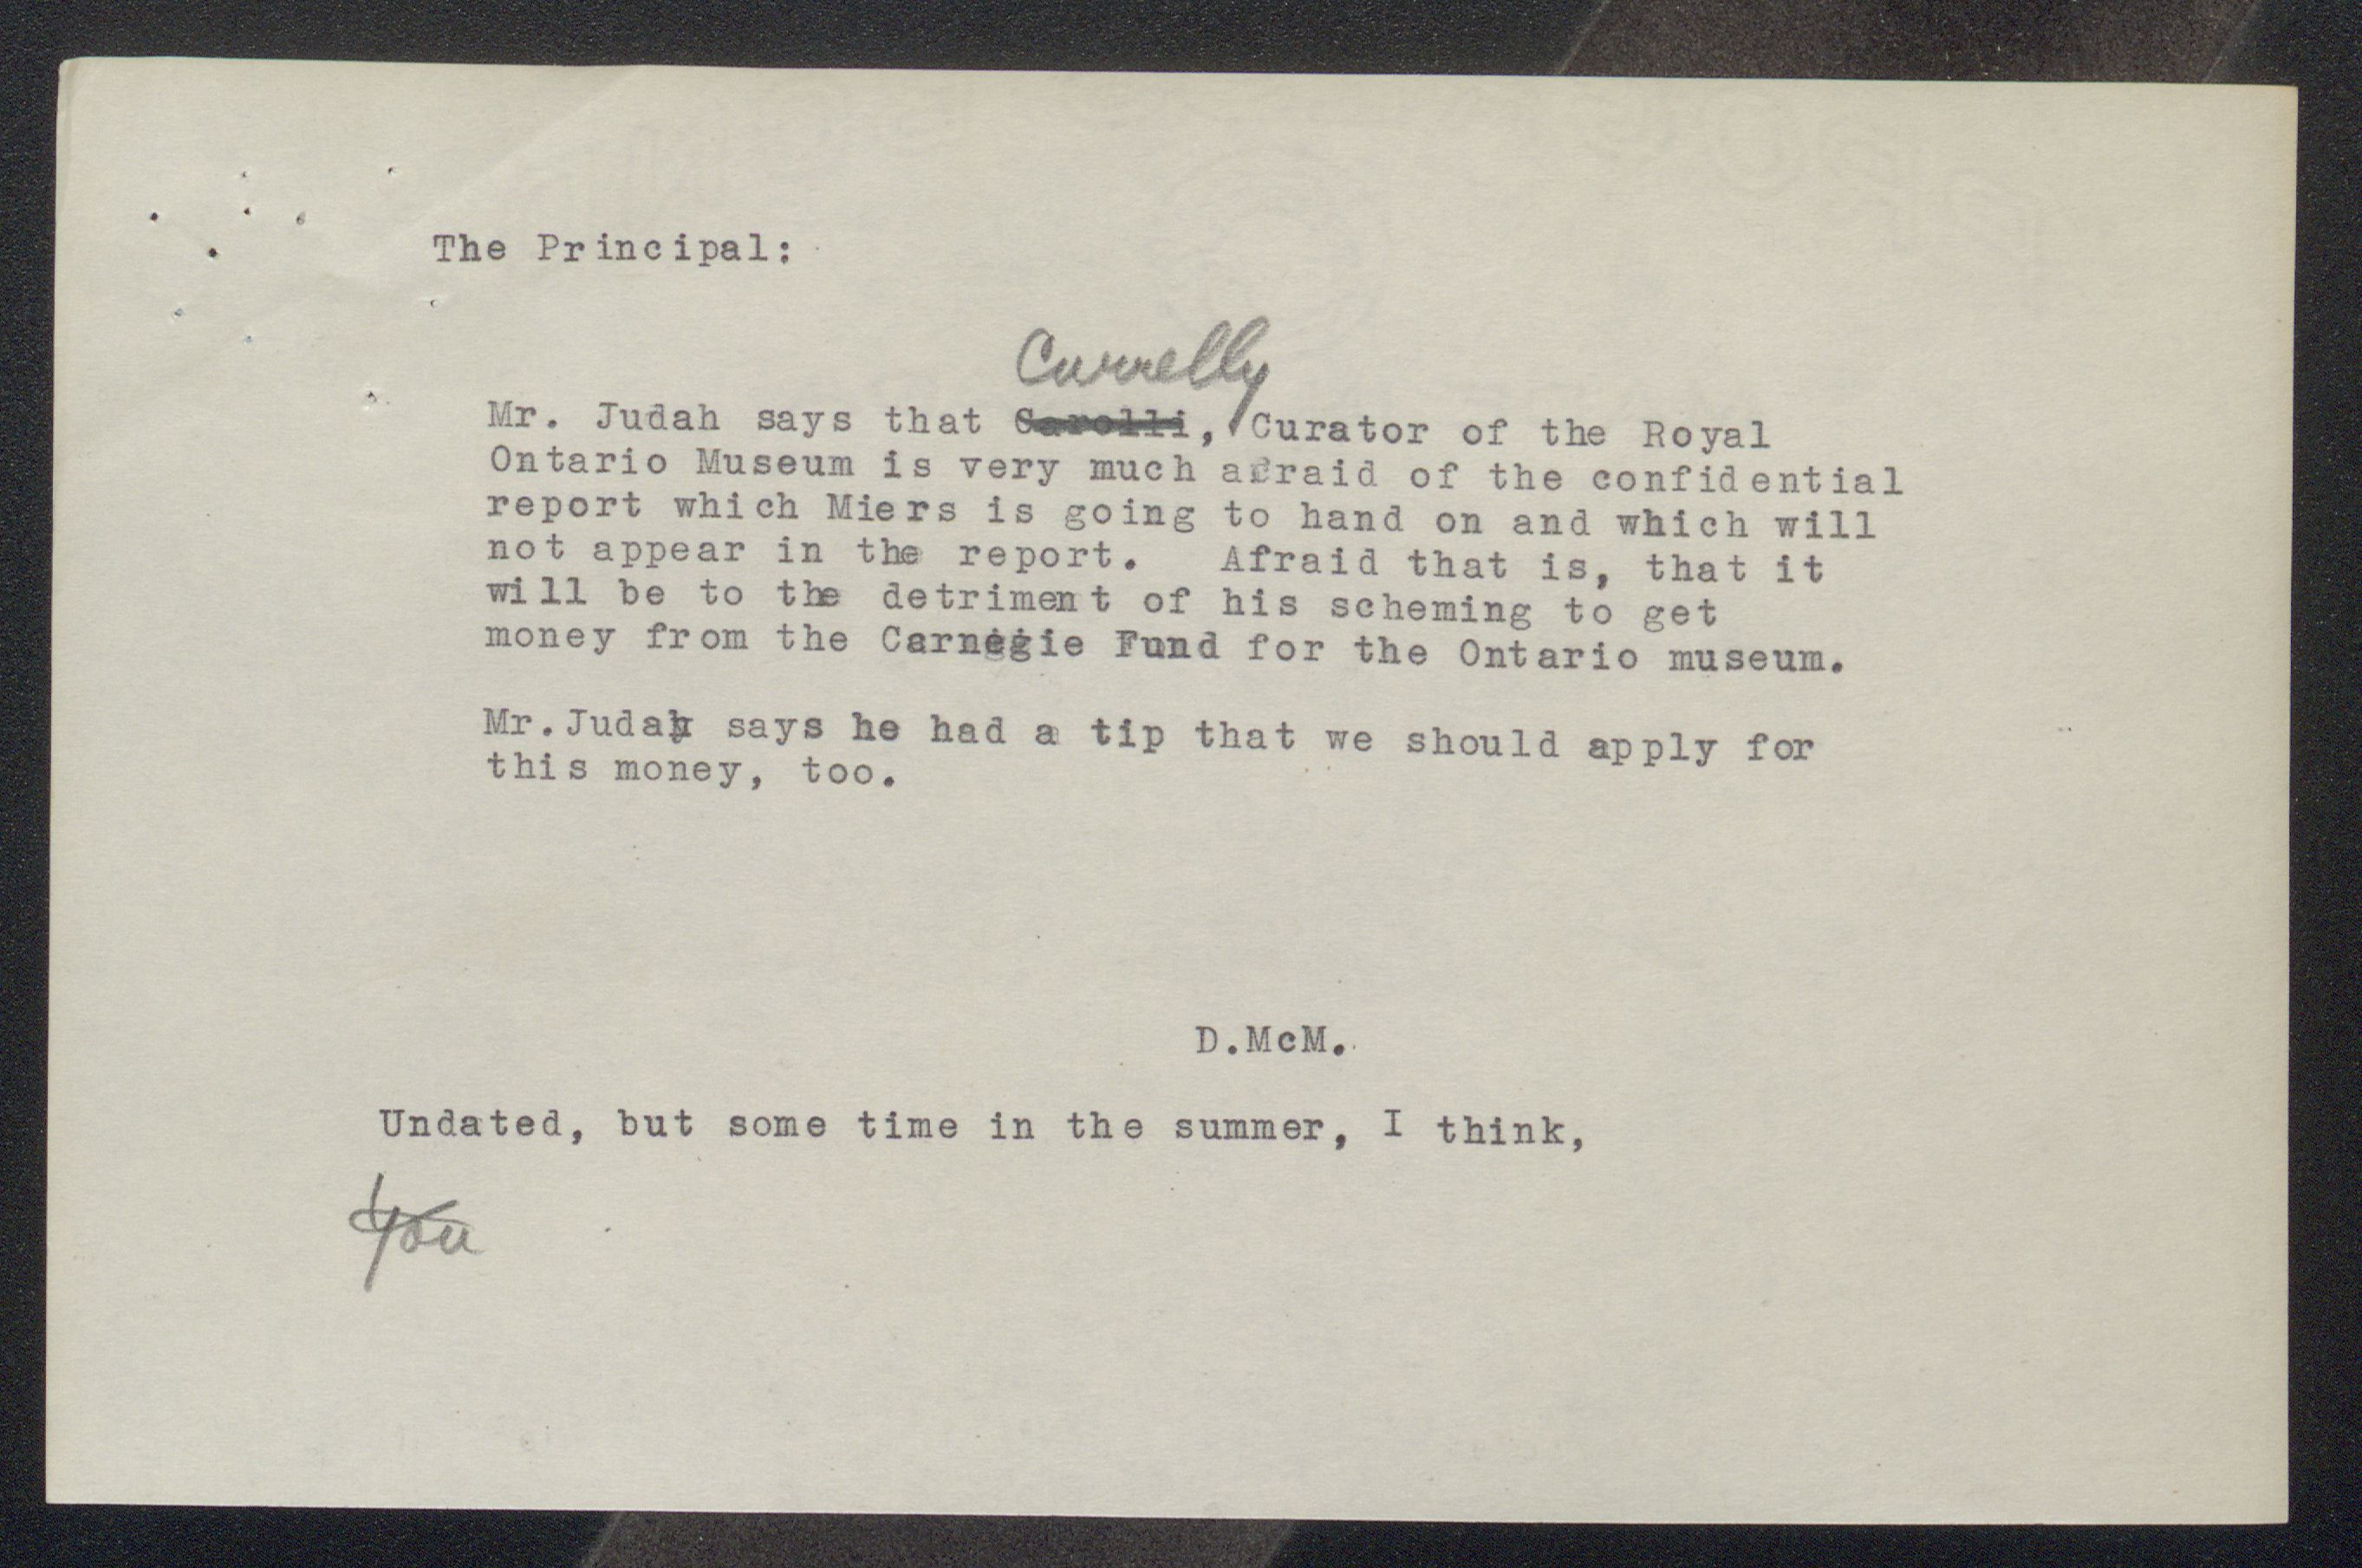 The Principal:
Currelly
Mr. Judah says that Carolli, Curator of the Royal
Ontario Museum is very much afraid of the confidential
report which Miers is going to hand on and which will
not appear in the report. Afraid that is, that it
will be to the detriment of his scheming to get
money from the Carnegie Fund for the Ontario museum.
Mr.Judah says he had a tip that we should apply for
this money, too.
D.McM.
Undated, but some time in the summer, I think,